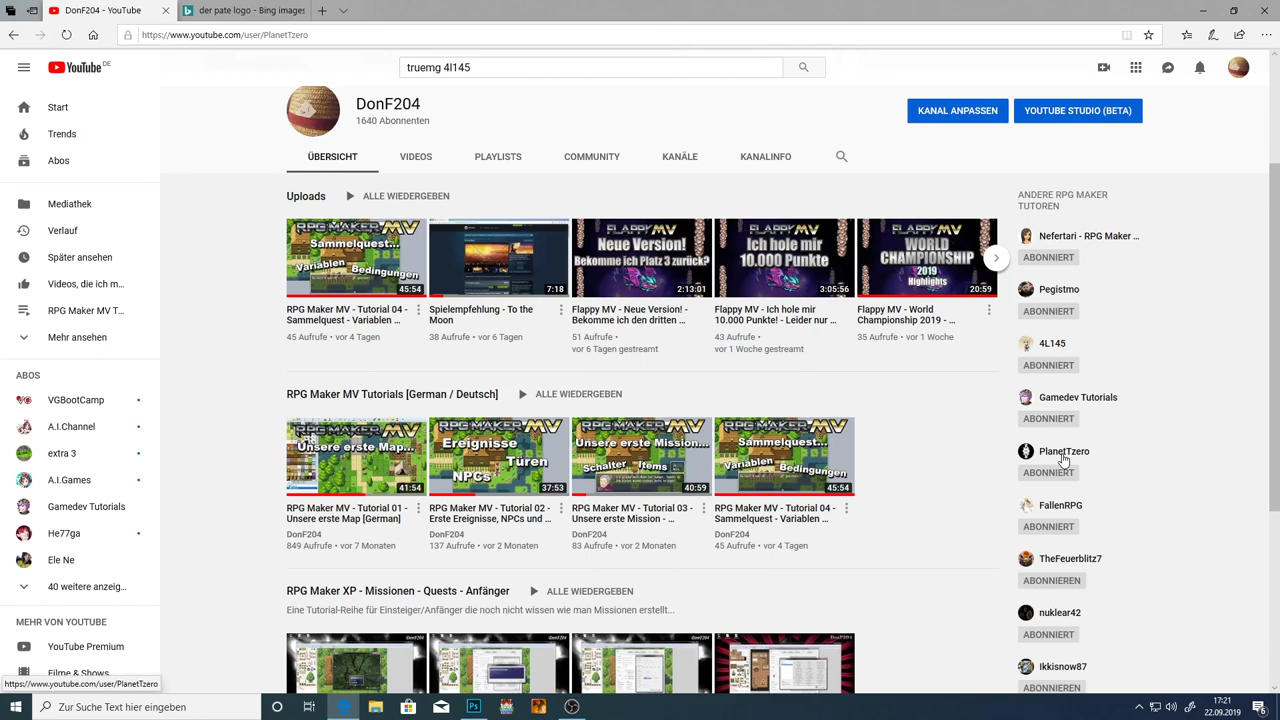 DonF204 - YouTube
der pate logo - Bing images
https://www.youtube.com/user/PlanetTzero
YouTube DE
truemg 4l145
Start
Trends
Abos
Mediathek
Verlauf
Später ansehen
Videos, die ich m...
RPG Maker MV T...
Mehr ansehen
ABOS
VGBootCamp
A.I.Channel
extra 3
A.I.Games
Gamedev Tutorials
He77ga
Ele Ne
40 weitere anzeig...
MEHR VON YOUTUBE
YouTube Premium
Filme & Shows
https://www.youtube.com/user/PlanetTzero
DonF204
1640 Abonnenten
KANAL ANPASSEN
YOUTUBE STUDIO (BETA)
ÜBERSICHT
VIDEOS
PLAYLISTS
COMMUNITY
KANÄLE
KANALINFO
Uploads
ALLE WIEDERGEBEN
RPG MAKER MV
Sammelquest...
Variablen
Bedingungen
45:54
RPG Maker MV - Tutorial 04 -
Sammelquest - Variablen ...
45 Aufrufe • vor 4 Tagen
7:18
Spielempfehlung - To the
Moon
38 Aufrufe • vor 6 Tagen
FLAPPY MV
Neue Version!
Bekomme ich Platz 3 zurück?
2:13:01
Flappy MV - Neue Version! -
Bekomme ich den dritten ...
51 Aufrufe •
vor 6 Tagen gestreamt
FLAPPY MV
Ich hole mir
10.000 Punkte
3:05:56
Flappy MV - Ich hole mir
10.000 Punkte! - Leider nur ...
43 Aufrufe •
vor 1 Woche gestreamt
FLAPPY MV
WORLD
CHAMPIONSHIP
2019
Highlights
20:59
Flappy MV - World
Championship 2019 - ...
35 Aufrufe • vor 1 Woche
RPG Maker MV Tutorials [German / Deutsch]
ALLE WIEDERGEBEN
RPG MAKER MV
Unsere erste Map...
41:54
RPG Maker MV - Tutorial 01 -
Unsere erste Map [German]
DonF204
849 Aufrufe • vor 7 Monaten
RPG MAKER MV
Ereignisse
Türen
NPCs
37:53
RPG Maker MV - Tutorial 02 -
Erste Ereignisse, NPCs und ...
DonF204
137 Aufrufe • vor 2 Monaten
RPG MAKER MV
Unsere erste Mission...
Schalter
Items
40:59
RPG Maker MV - Tutorial 03 -
Unsere erste Mission - ...
DonF204
83 Aufrufe • vor 2 Monaten
RPG MAKER MV
Sammelquest...
Variablen
Bedingungen
45:54
RPG Maker MV - Tutorial 04 -
Sammelquest - Variablen ...
DonF204
45 Aufrufe • vor 4 Tagen
RPG Maker XP - Missionen - Quests - Anfänger
ALLE WIEDERGEBEN
Eine Tutorial-Reihe für Einsteiger/Anfänger die noch nicht wissen wie man Missionen erstellt...
ANDERE RPG MAKER
TUTOREN
Nefertari - RPG Maker ...
ABONNIERT
Pegistmo
ABONNIERT
4L145
ABONNIERT
Gamedev Tutorials
ABONNIERT
PlanetTzero
ABONNIERT
FallenRPG
ABONNIERT
TheFeuerblitz7
ABONNIEREN
nuklear42
ABONNIERT
Ikkisnow87
ABONNIEREN
Zur Suche Text hier eingeben
Ps
17:21
22.09.2019
6